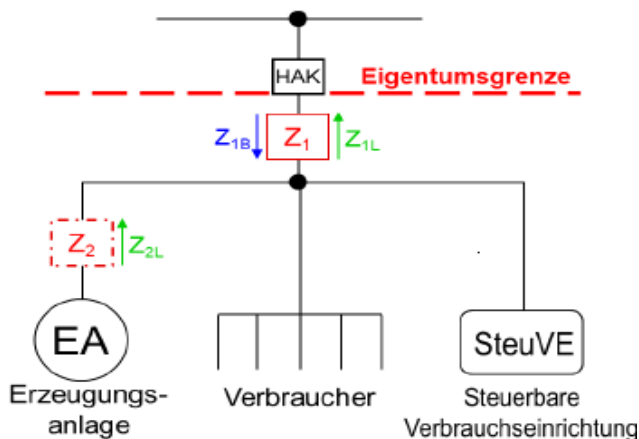 HAK
Eigentumsgrenze
Z1B
Z1
Z1L
Z2
Z2L
EA
SteuVE
Erzeugungs-
anlage
Verbraucher
Steuerbare
Verbrauchseinrichtung